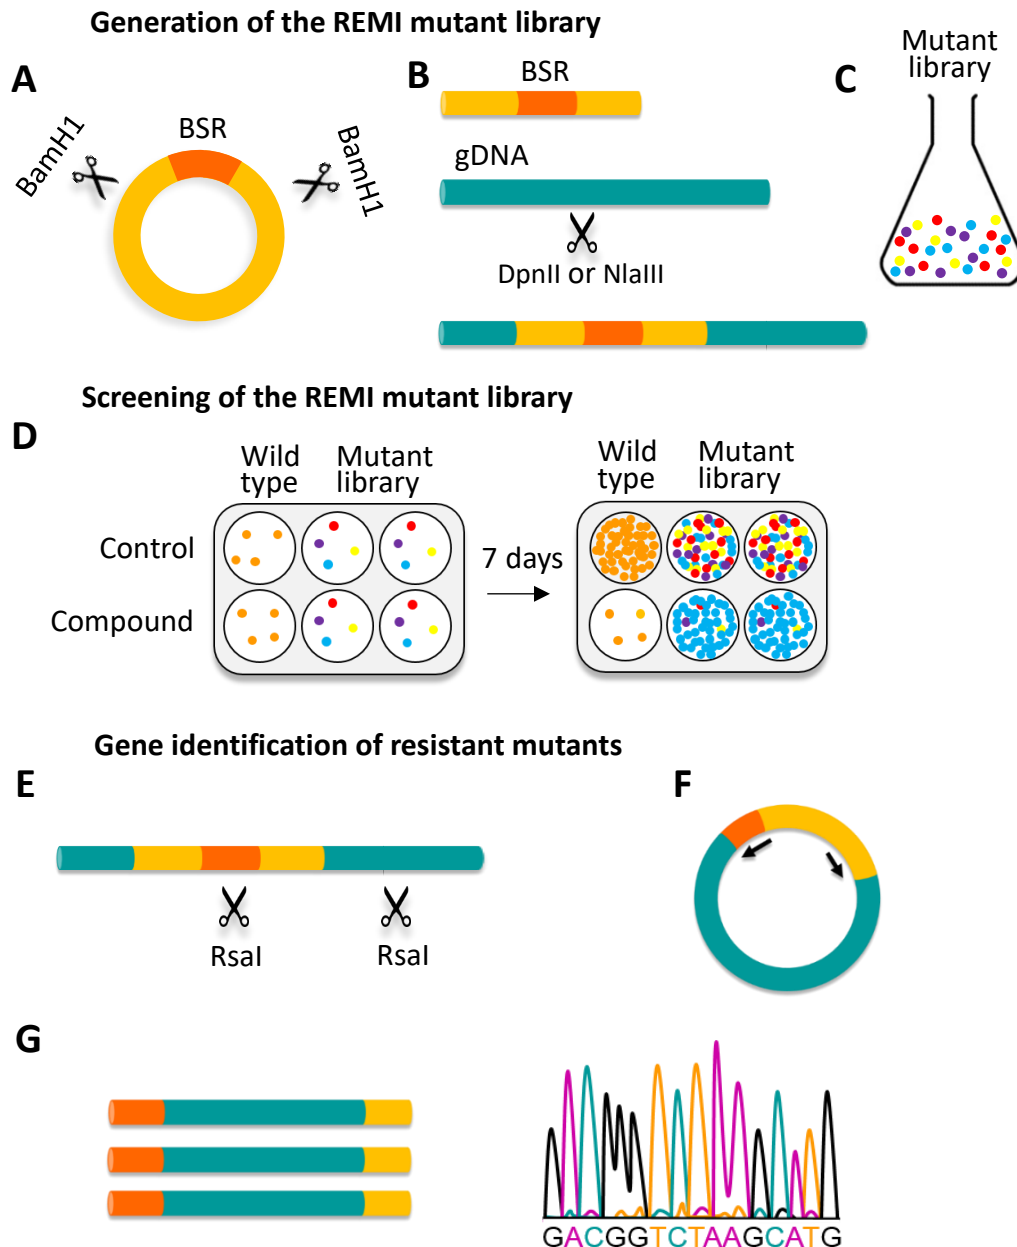 Generation of the REMI mutant library
A
BamH1
BSR
BamH1
B
BSR
gDNA
DpnII or NlaIII
C
Mutant
library
Screening of the REMI mutant library
D
Wild
type
Mutant
library
Control
Compound
7 days
Wild
type
Mutant
library
Gene identification of resistant mutants
E
RsaI
RsaI
F
G
GACGGTCTAAGCATG